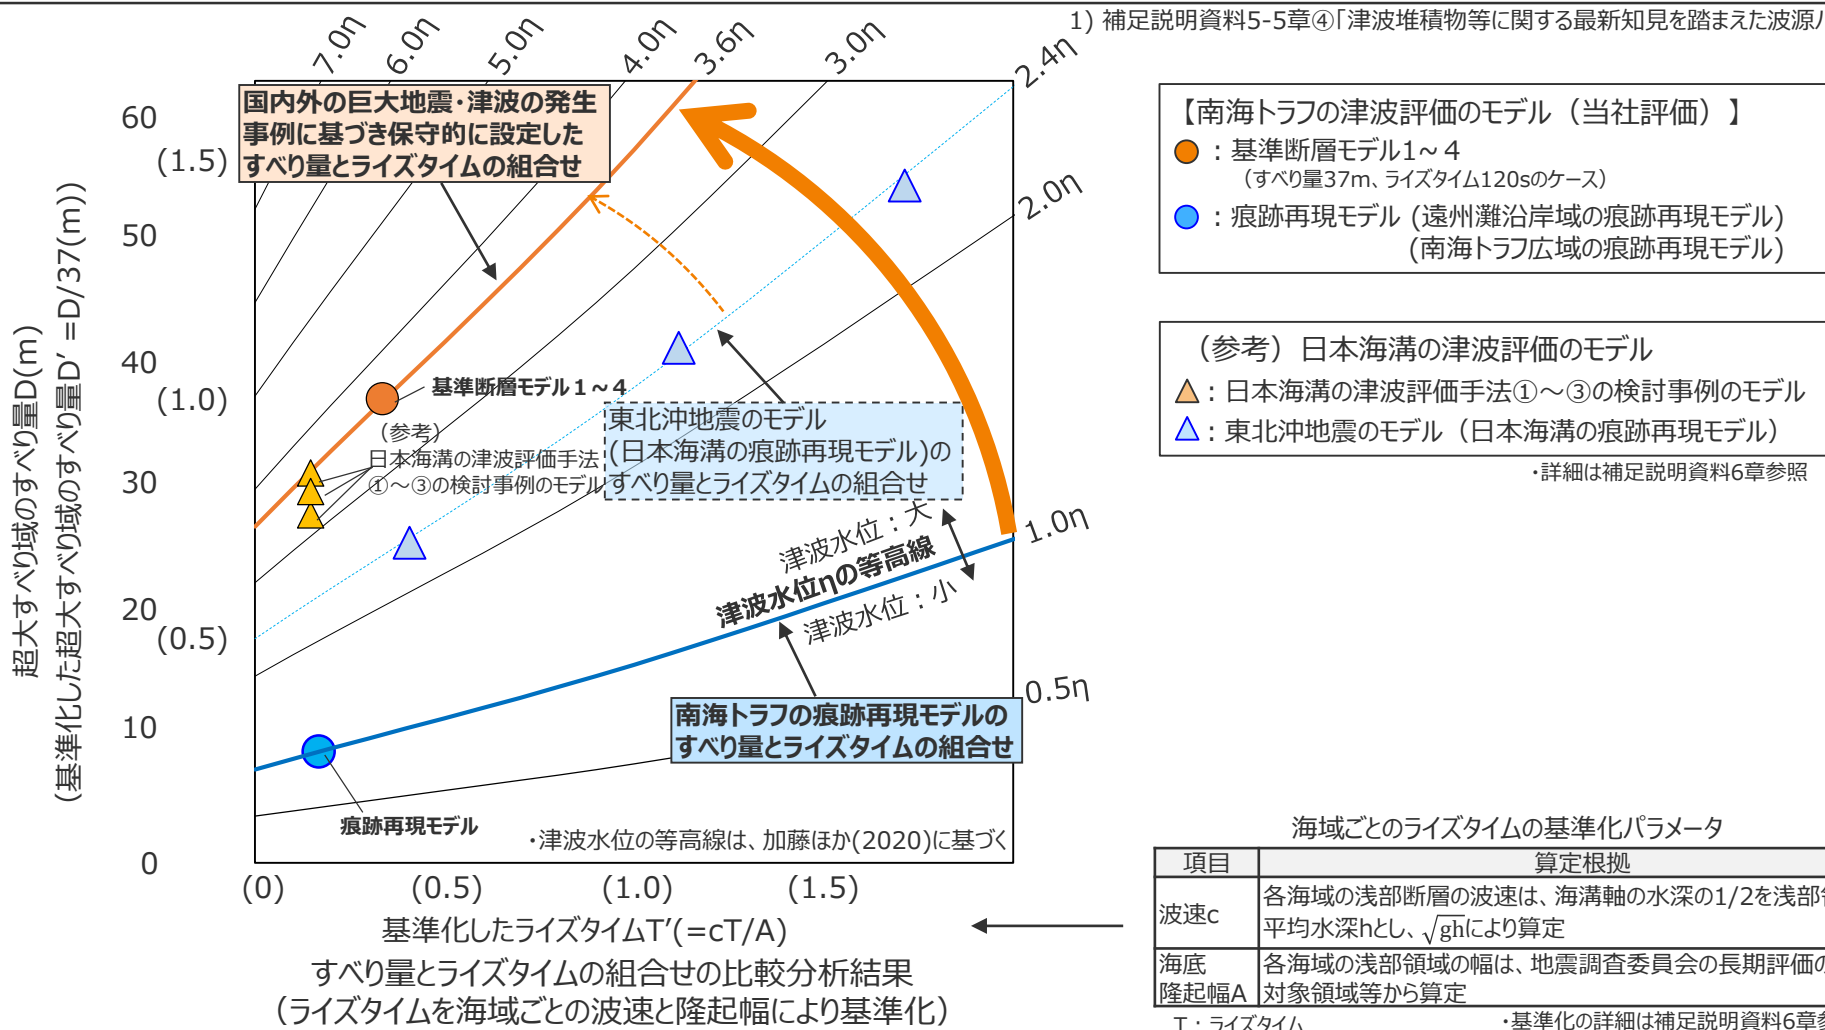 1) 補足説明資料5-5章④「津波堆積物等に関する最新知見を踏まえた波源
7.0η
6.0η
5.0η
4.0η
3.6η
3.0η
2.4η
2.0η
1.0η
0.5η
超大すべり域のすべり量D(m)
(基準化した超大すべり域のすべり量D′ =D/37(m))
60
(1.5)
50
40
(1.0)
30
20
(0.5)
10
0
国内外の巨大地震・津波の発生
事例に基づき保守的に設定した
すべり量とライズタイムの組合せ
基準断層モデル1~4
(参考)
日本海溝の津波評価手法
①～③の検討事例のモデル
東北沖地震のモデル
(日本海溝の痕跡再現モデル)の
すべり量とライズタイムの組合せ
津波水位：大
津波水位ηの等高線
津波水位：小
南海トラフの痕跡再現モデルの
すべり量とライズタイムの組合せ
痕跡再現モデル
・津波水位の等高線は、加藤ほか(2020)に基づく
(0)
(0.5)
(1.0)
(1.5)
基準化したライズタイムT′(=cT/A)
すべり量とライズタイムの組合せの比較分析結果
（ライズタイムを海域ごとの波速と隆起幅により基準化）
【南海トラフの津波評価のモデル（当社評価）】
：基準断層モデル1～4
（すべり量37m、ライズタイム120sのケース）
：痕跡再現モデル (遠州灘沿岸域の痕跡再現モデル)
(南海トラフ広域の痕跡再現モデル)
（参考）日本海溝の津波評価のモデル
：日本海溝の津波評価手法①～③の検討事例のモデル
：東北沖地震のモデル（日本海溝の痕跡再現モデル）
・詳細は補足説明資料6章参照
海域ごとのライズタイムの基準化パラメータ
項目 算定根拠
波速c 各海域の浅部断層の波速は、海溝軸の水深の1/2を浅部
平均水深hとし、√ghにより算定
海底
隆起幅A
各海域の浅部領域の幅は、地震調査委員会の長期評価の
対象領域等から算定
T：ライズタイム
・基準化の詳細は補足説明資料6章